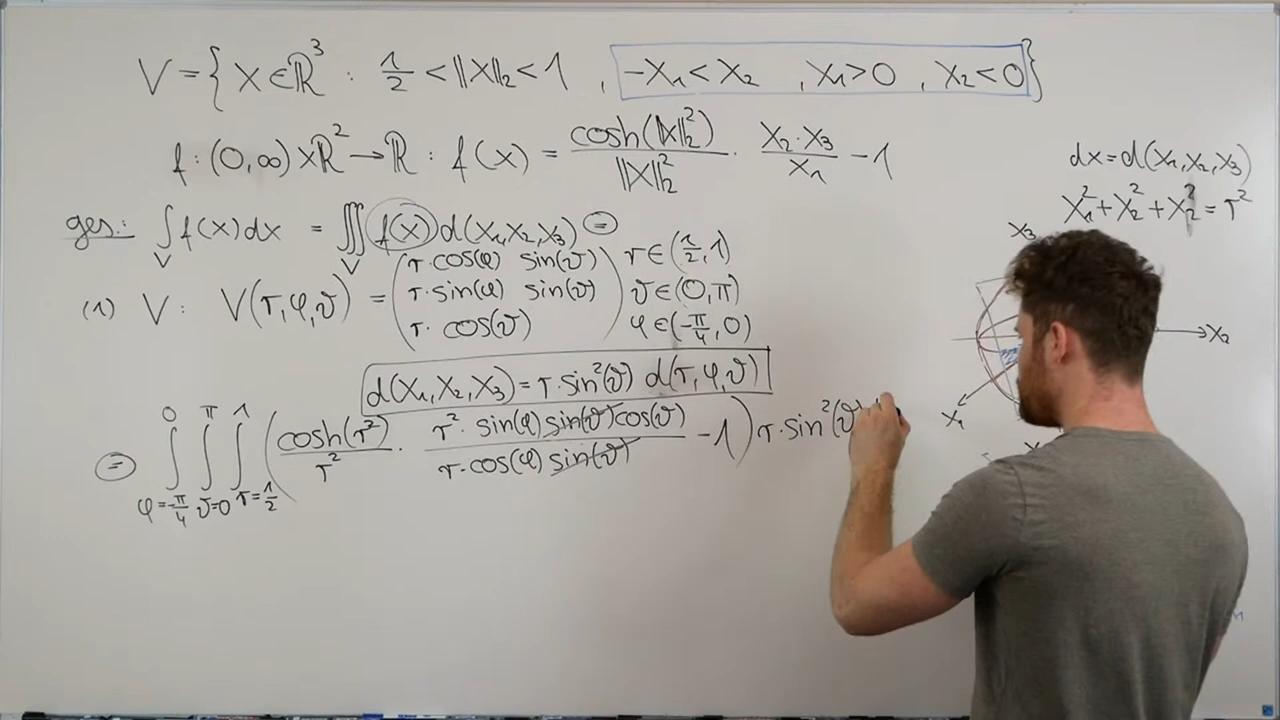 V = { X ∈ ℝ³ : 1/2 < ‖X‖₂ < 1 , -X₁ < X₂ , X₁ > 0 , X₂ < 0 }
f : (0,∞) × ℝ² → ℝ : f(x) = cosh(‖X‖₂²) / ‖X‖₂² · X₂·X₃ / X₁ - 1
dx = d(X₁,X₂,X₃)
X₁² + X₂² + X₂² = r²
ges.: ∫_V f(x) dx = ∭_V f(x) d(X₁,X₂,X₃) =
(1) V : V(r,φ,ϑ) = ( r·cos(φ) sin(ϑ) r ∈ (1/2, 1)
r·sin(φ) sin(ϑ) ϑ ∈ (0,π)
r·cos(ϑ) ) φ ∈ (-π/4, 0)
d(X₁,X₂,X₃) = r·sin²(ϑ) d(r,φ,ϑ)
= ∫_{φ=-π/4}^{0} ∫_{ϑ=0}^{π} ∫_{r=1/2}^{1} ( cosh(r²) / r² · r²·sin(φ) sin(ϑ) cos(ϑ) / r·cos(φ) sin(ϑ) - 1 ) r·sin²(ϑ)
X₃
X₂
X₁